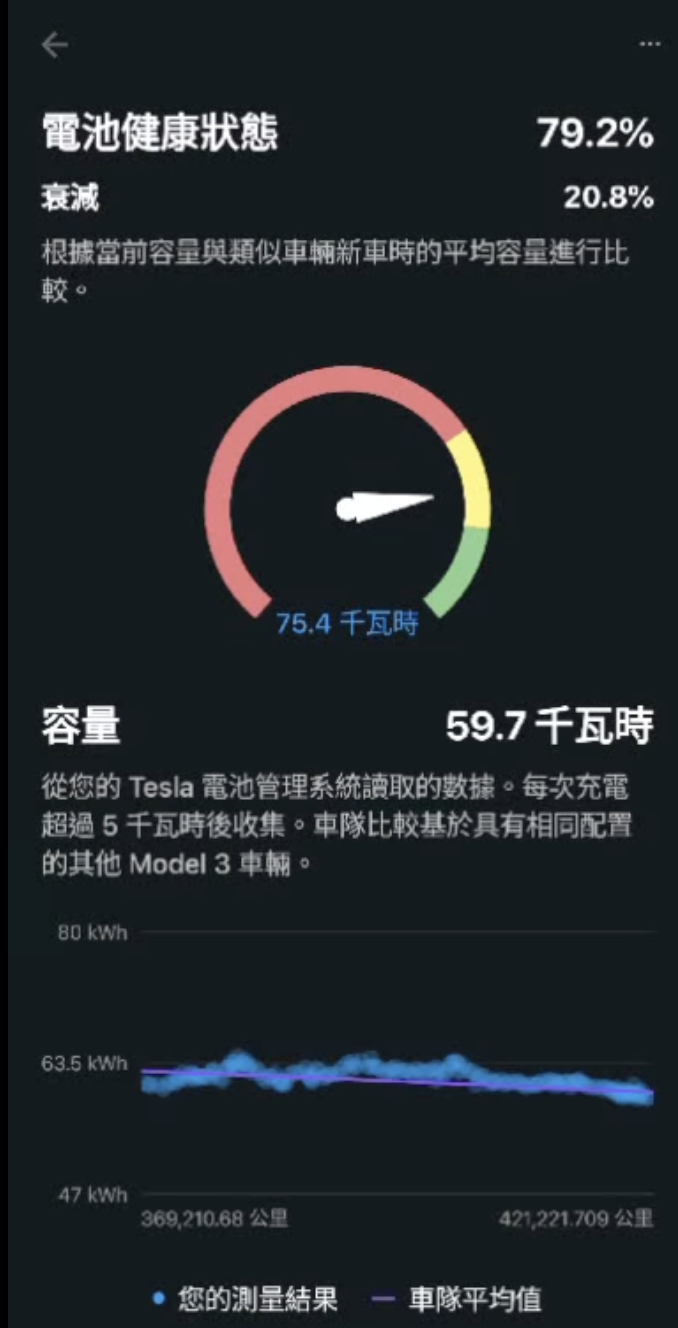 電池健康狀態 79.2%
衰減 20.8%
根據當前容量與類似車輛新車時的平均容量進行比
較。
75.4 千瓦時
容量 59.7 千瓦時
從您的 Tesla 電池管理系統讀取的數據。每次充電
超過 5 千瓦時後收集。車隊比較基於具有相同配置
的其他 Model 3 車輛。
80 kWh
63.5 kWh
47 kWh
369,210.68 公里 421,221.709 公里
您的測量結果 車隊平均值